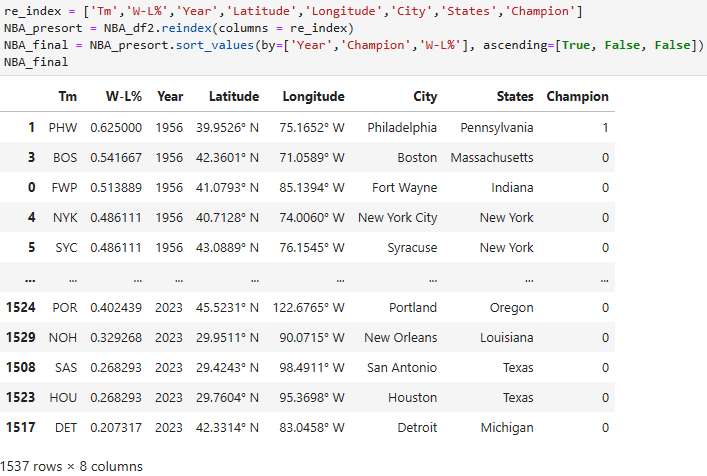 re_index = ['Tm','W-L%','Year','Latitude','Longitude','City','States','Champion']
NBA_presort = NBA_df2.reindex(columns = re_index)
NBA_final = NBA_presort.sort_values(by=['Year','Champion','W-L%'], ascending=[True, False, False])
NBA_final
Tm W-L% Year Latitude Longitude City States Champion
1 PHW 0.625000 1956 39.9526° N 75.1652° W Philadelphia Pennsylvania 1
3 BOS 0.541667 1956 42.3601° N 71.0589° W Boston Massachusetts 0
0 FWP 0.513889 1956 41.0793° N 85.1394° W Fort Wayne Indiana 0
4 NYK 0.486111 1956 40.7128° N 74.0060° W New York City New York 0
5 SYC 0.486111 1956 43.0889° N 76.1545° W Syracuse New York 0
... ... ... ... ... ... ... ... ...
1524 POR 0.402439 2023 45.5231° N 122.6765° W Portland Oregon 0
1529 NOH 0.329268 2023 29.9511° N 90.0715° W New Orleans Louisiana 0
1508 SAS 0.268293 2023 29.4243° N 98.4911° W San Antonio Texas 0
1523 HOU 0.268293 2023 29.7604° N 95.3698° W Houston Texas 0
1517 DET 0.207317 2023 42.3314° N 83.0458° W Detroit Michigan 0
1537 rows × 8 columns